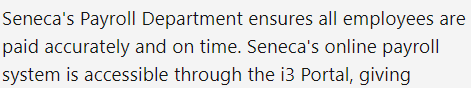 Seneca's Payroll Department ensures all employees are
paid accurately and on time. Seneca's online payroll
system is accessible through the i3 Portal, giving